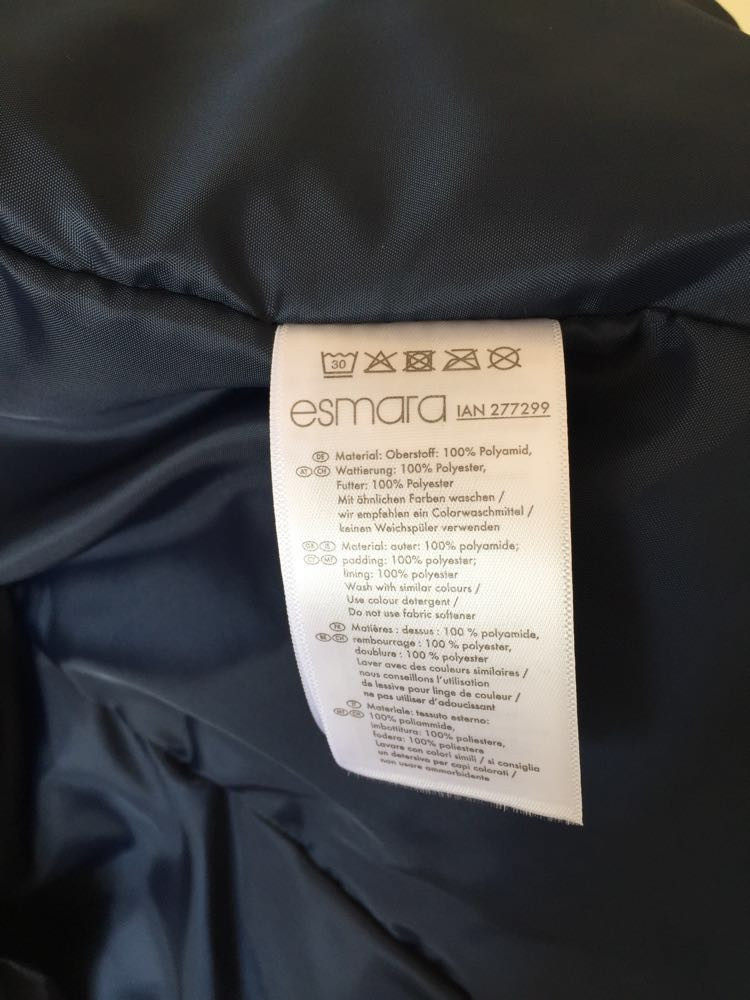 30
esmara IAN 277299
DE Material: Oberstoff: 100% Polyamid,
AT CH Wattierung: 100% Polyester,
Futter: 100% Polyester
Mit ähnlichen Farben waschen /
wir empfehlen ein Colorwaschmittel /
keinen Weichspüler verwenden
GB IE Material: outer: 100% polyamide;
CY MT padding: 100% polyester;
lining: 100% polyester
Wash with similar colours /
Use colour detergent /
Do not use fabric softener
FR Matières : dessus : 100 % polyamide,
BE CH rembourrage : 100 % polyester,
doublure : 100 % polyester
Laver avec des couleurs similaires /
nous conseillons l'utilisation
de lessive pour linge de couleur /
ne pas utiliser d'adoucissant
IT Materiale: tessuto esterno:
MT CH 100% poliammide,
imbottitura: 100% poliestere,
fodera: 100% poliestere
Lavare con colori simili / si consiglia
un detersivo per capi colorati /
non usare ammorbidente